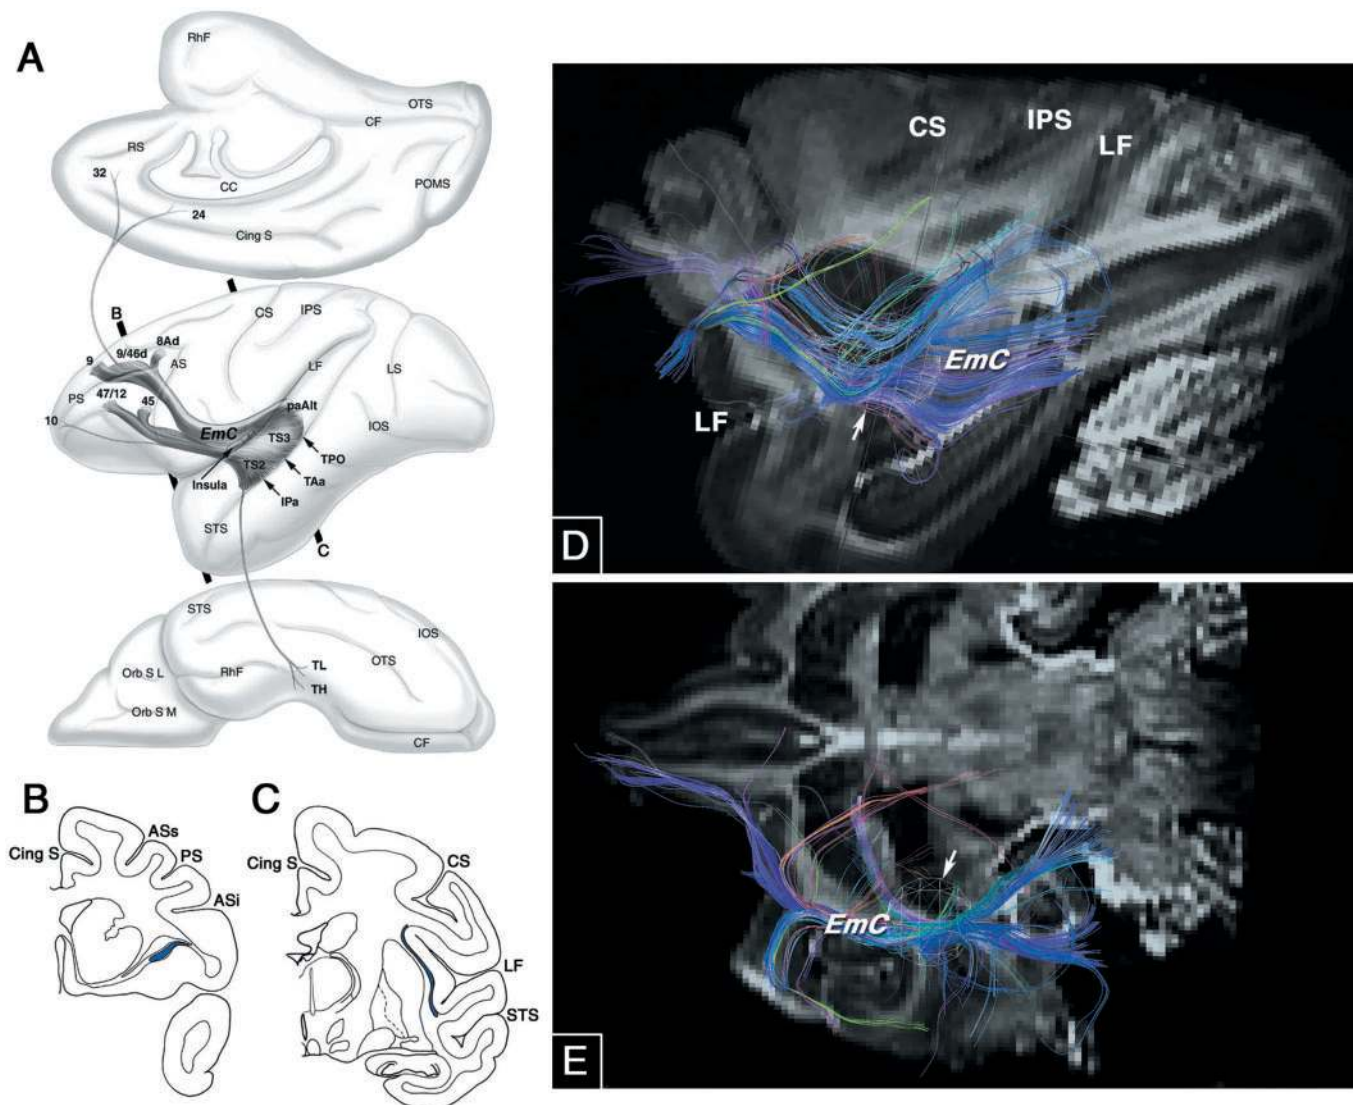 A
RhF
OTS
CF
RS
32
CC
POMS
24
Cing S
B
CS
IPS
8Ad
9/46d
9
AS
LF
LS
PS
47/12
45
paAlt
10
EmC
IOS
TS3
TPO
TS2
TAa
Insula
IPa
STS
C
STS
IOS
OTS
Orb S L
RhF
TL
TH
Orb S M
CF
B
ASs
Cing S
PS
ASi
C
Cing S
CS
LF
STS
CS
IPS
LF
EmC
LF
D
EmC
E